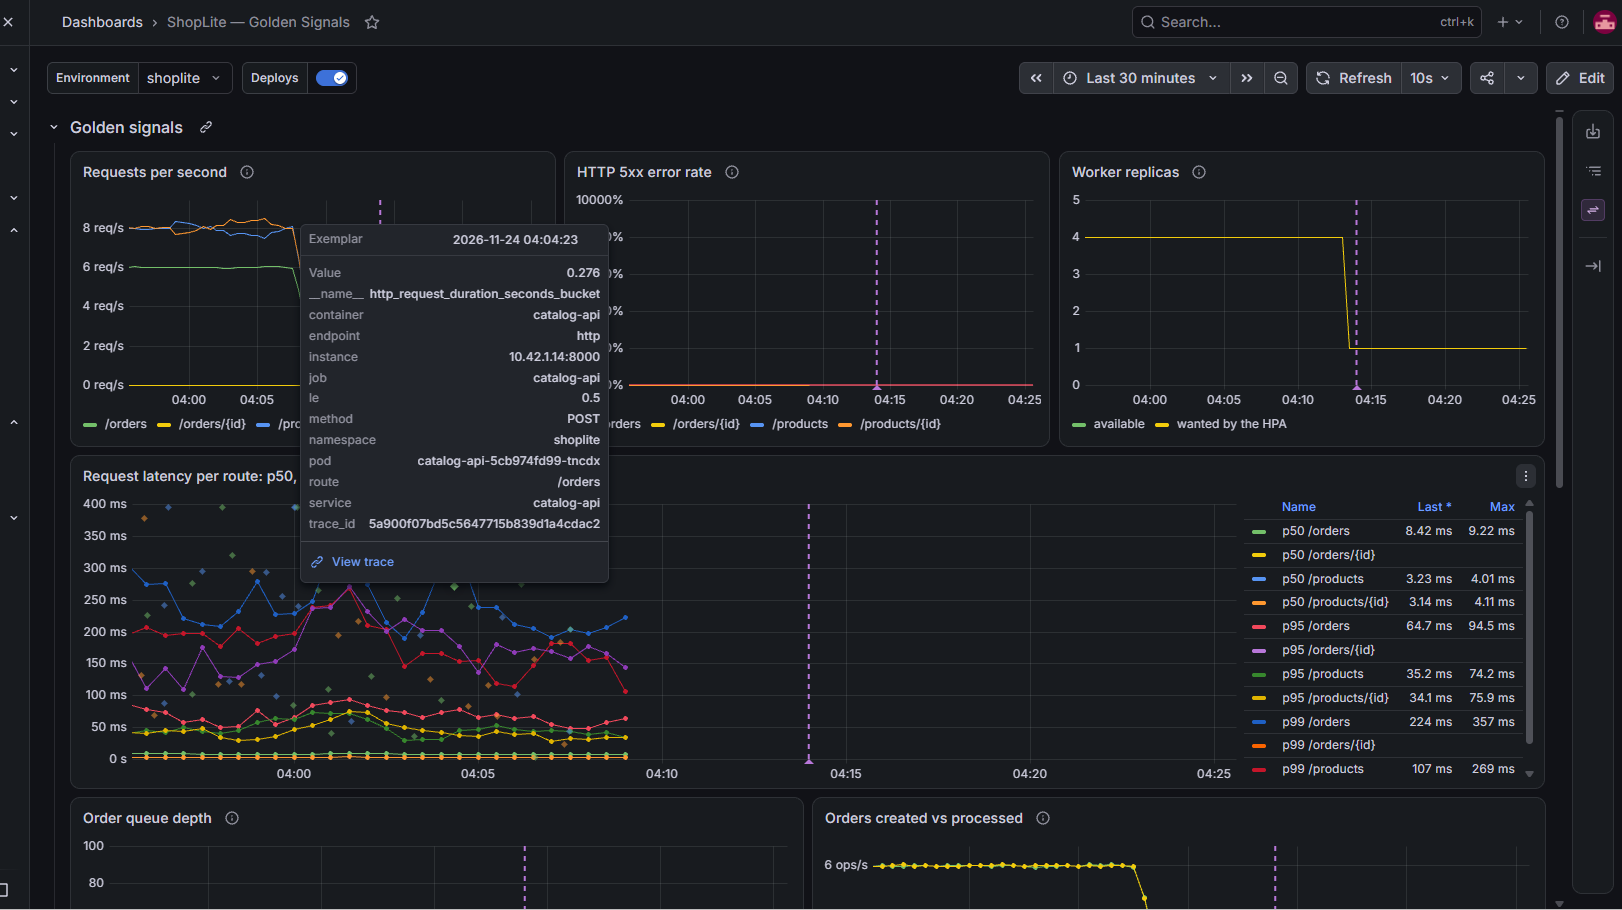 Dashboards › ShopLite — Golden Signals
Search... ctrl+k
Environment shoplite Deploys
Last 30 minutes Refresh 10s Edit
Golden signals
Requests per second
8 req/s
6 req/s
4 req/s
2 req/s
0 req/s
04:00 04:05
/orders /orders/{id}
HTTP 5xx error rate
10000%
04:00 04:05 04:10 04:15 04:20 04:25
/orders/{id} /products /products/{id}
Worker replicas
5
4
3
2
1
0
04:00 04:05 04:10 04:15 04:20 04:25
available wanted by the HPA
Exemplar 2026-11-24 04:04:23
Value 0.276
__name__ http_request_duration_seconds_bucket
container catalog-api
endpoint http
instance 10.42.1.14:8000
job catalog-api
le 0.5
method POST
namespace shoplite
pod catalog-api-5cb974fd99-tncdx
route /orders
service catalog-api
trace_id 5a900f07bd5c5647715b839d1a4cdac2
View trace
Request latency per route: p50,
400 ms
350 ms
300 ms
250 ms
200 ms
150 ms
100 ms
50 ms
0 s
04:00 04:05 04:10 04:15 04:20 04:25
Name Last * Max
p50 /orders 8.42 ms 9.22 ms
p50 /orders/{id}
p50 /products 3.23 ms 4.01 ms
p50 /products/{id} 3.14 ms 4.11 ms
p95 /orders 64.7 ms 94.5 ms
p95 /orders/{id}
p95 /products 35.2 ms 74.2 ms
p95 /products/{id} 34.1 ms 75.9 ms
p99 /orders 224 ms 357 ms
p99 /orders/{id}
p99 /products 107 ms 269 ms
Order queue depth
100
80
Orders created vs processed
6 ops/s